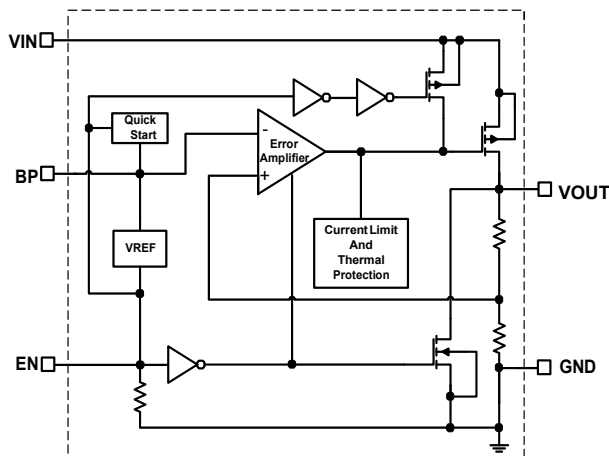 VIN
Quick
Start
-
Error
Amplifier
+
BP
VOUT
VREF
Current Limit
And
Thermal
Protection
EN
GND